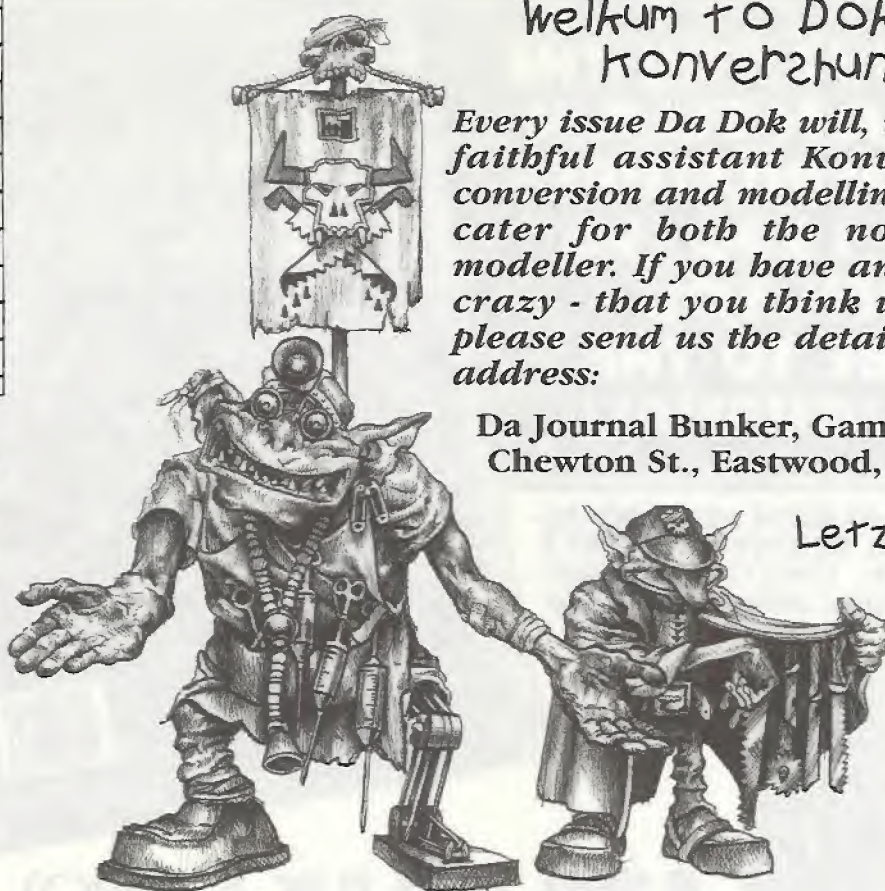 Welkum to Dok
Konvershun
Every issue Da Dok will,
faithful assistant Konv
conversion and modellin
cater for both the no
modeller. If you have an
crazy - that you think
please send us the detai
address:
Da Journal Bunker, Gam
Chewton St., Eastwood,
Letz